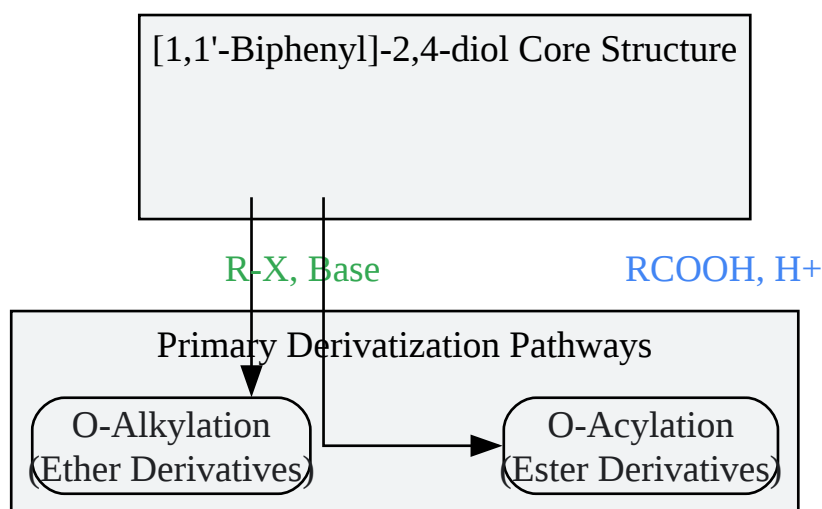 [1,1'-Biphenyl]-2,4-diol Core Structure
R-X, Base
RCOOH, H+
Primary Derivatization Pathways
O-Alkylation
(Ether Derivatives)
O-Acylation
(Ester Derivatives)